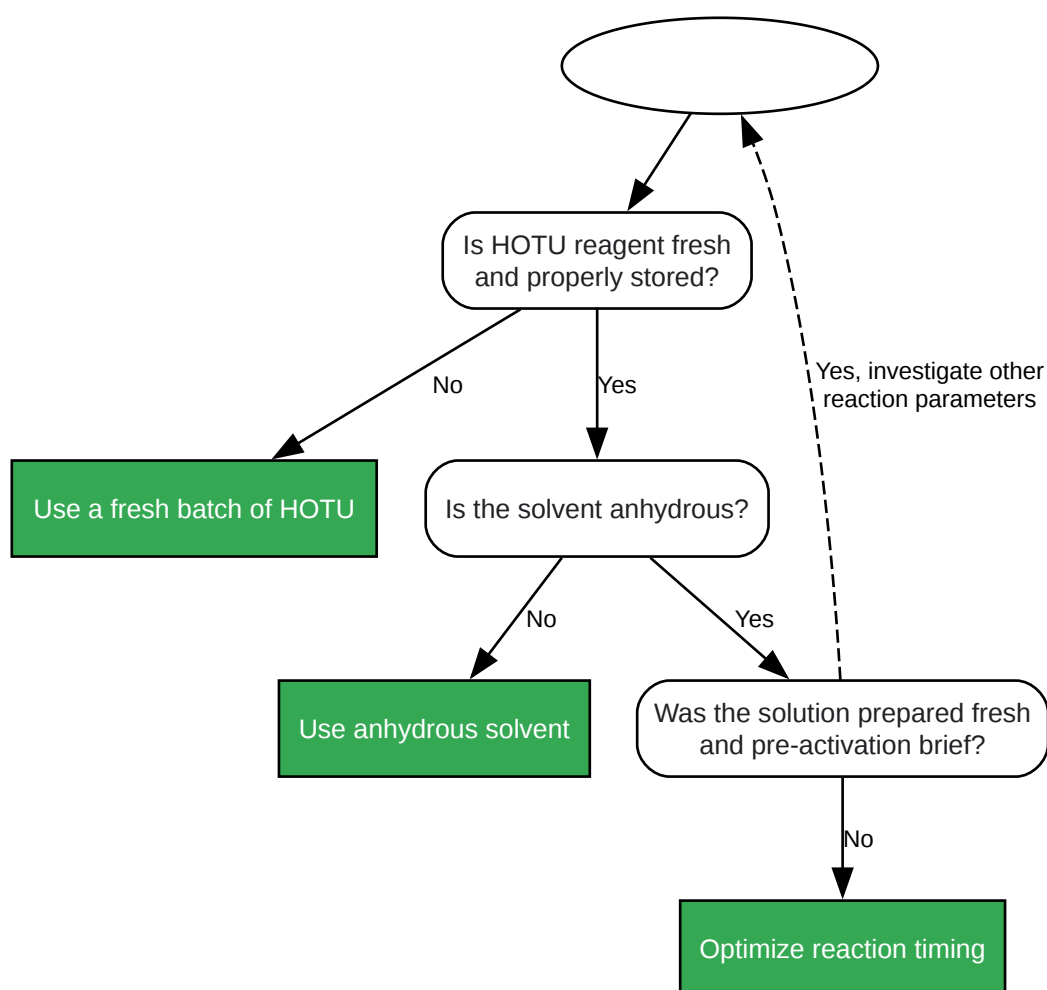 Is HOTU reagent fresh
and properly stored?
Yes, investigate other
reaction parameters
No
Yes
Use a fresh batch of HOTU
Is the solvent anhydrous?
No
Yes
Use anhydrous solvent
Was the solution prepared fresh
and pre-activation brief?
No
Optimize reaction timing